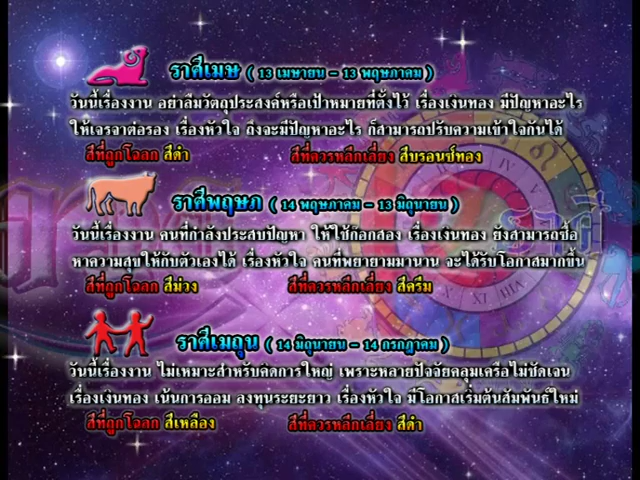 ราศีเมษ ( 13 เมษายน - 13 พฤษภาคม )
วันนี้เรื่องงาน อย่าลืมวัตถุประสงค์หรือเป้าหมายที่ตั้งไว้ เรื่องเงินทอง มีปัญหาอะไร
ให้เจรจาต่อรอง เรื่องหัวใจ ถึงจะมีปัญหาอะไร ก็สามารถปรับความเข้าใจกันได้
สีที่ถูกโฉลก สีดำ สีที่ควรหลีกเลี่ยง สีบรอนซ์ทอง
ราศีพฤษภ ( 14 พฤษภาคม - 13 มิถุนายน )
วันนี้เรื่องงาน คนที่กำลังประสบปัญหา ให้ใช้ก๊อกสอง เรื่องเงินทอง ยังสามารถซื้อ
หาความสุขให้กับตัวเองได้ เรื่องหัวใจ คนที่พยายามมานาน จะได้รับโอกาสมากขึ้น
สีที่ถูกโฉลก สีม่วง สีที่ควรหลีกเลี่ยง สีครีม
ราศีเมถุน ( 14 มิถุนายน - 14 กรกฎาคม )
วันนี้เรื่องงาน ไม่เหมาะสำหรับคิดการใหญ่ เพราะหลายปัจจัยคลุมเครือไม่ชัดเจน
เรื่องเงินทอง เน้นการออม ลงทุนระยะยาว เรื่องหัวใจ มีโอกาสเริ่มต้นสัมพันธ์ใหม่
สีที่ถูกโฉลก สีเหลือง สีที่ควรหลีกเลี่ยง สีดำ